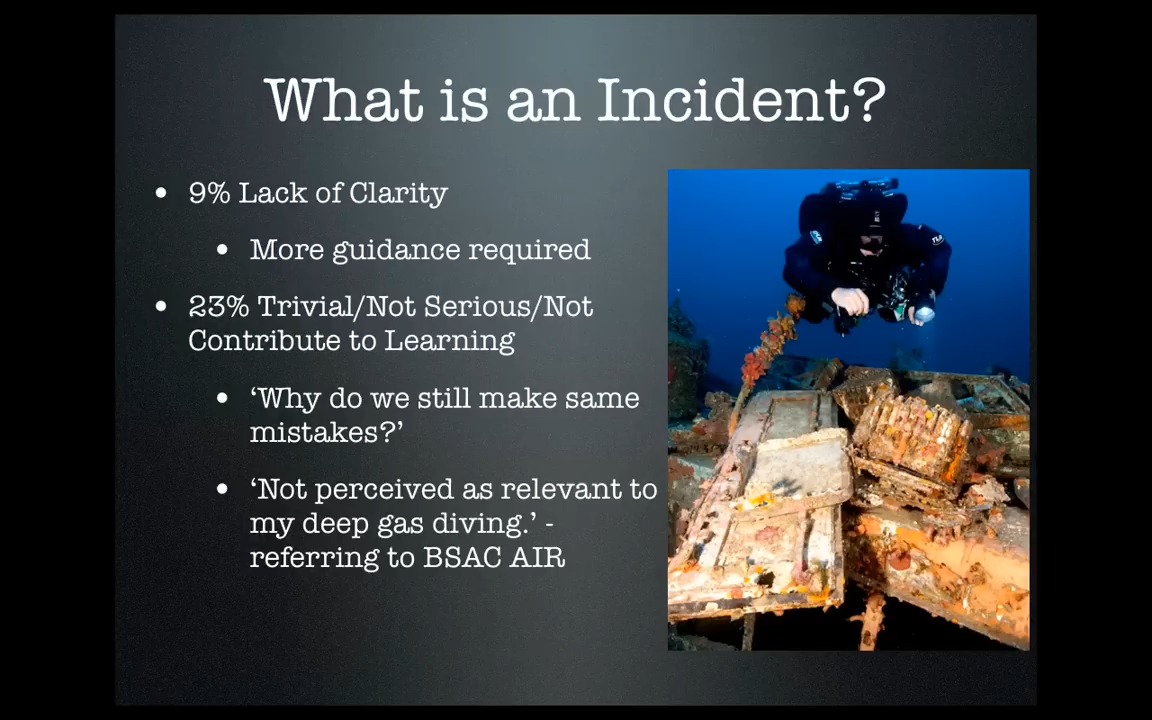 What is an Incident?
• 9% Lack of Clarity
• More guidance required
• 23% Trivial/Not Serious/Not
Contribute to Learning
• ‘Why do we still make same
mistakes?’
• ‘Not perceived as relevant to
my deep gas diving.’ -
referring to BSAC AIR